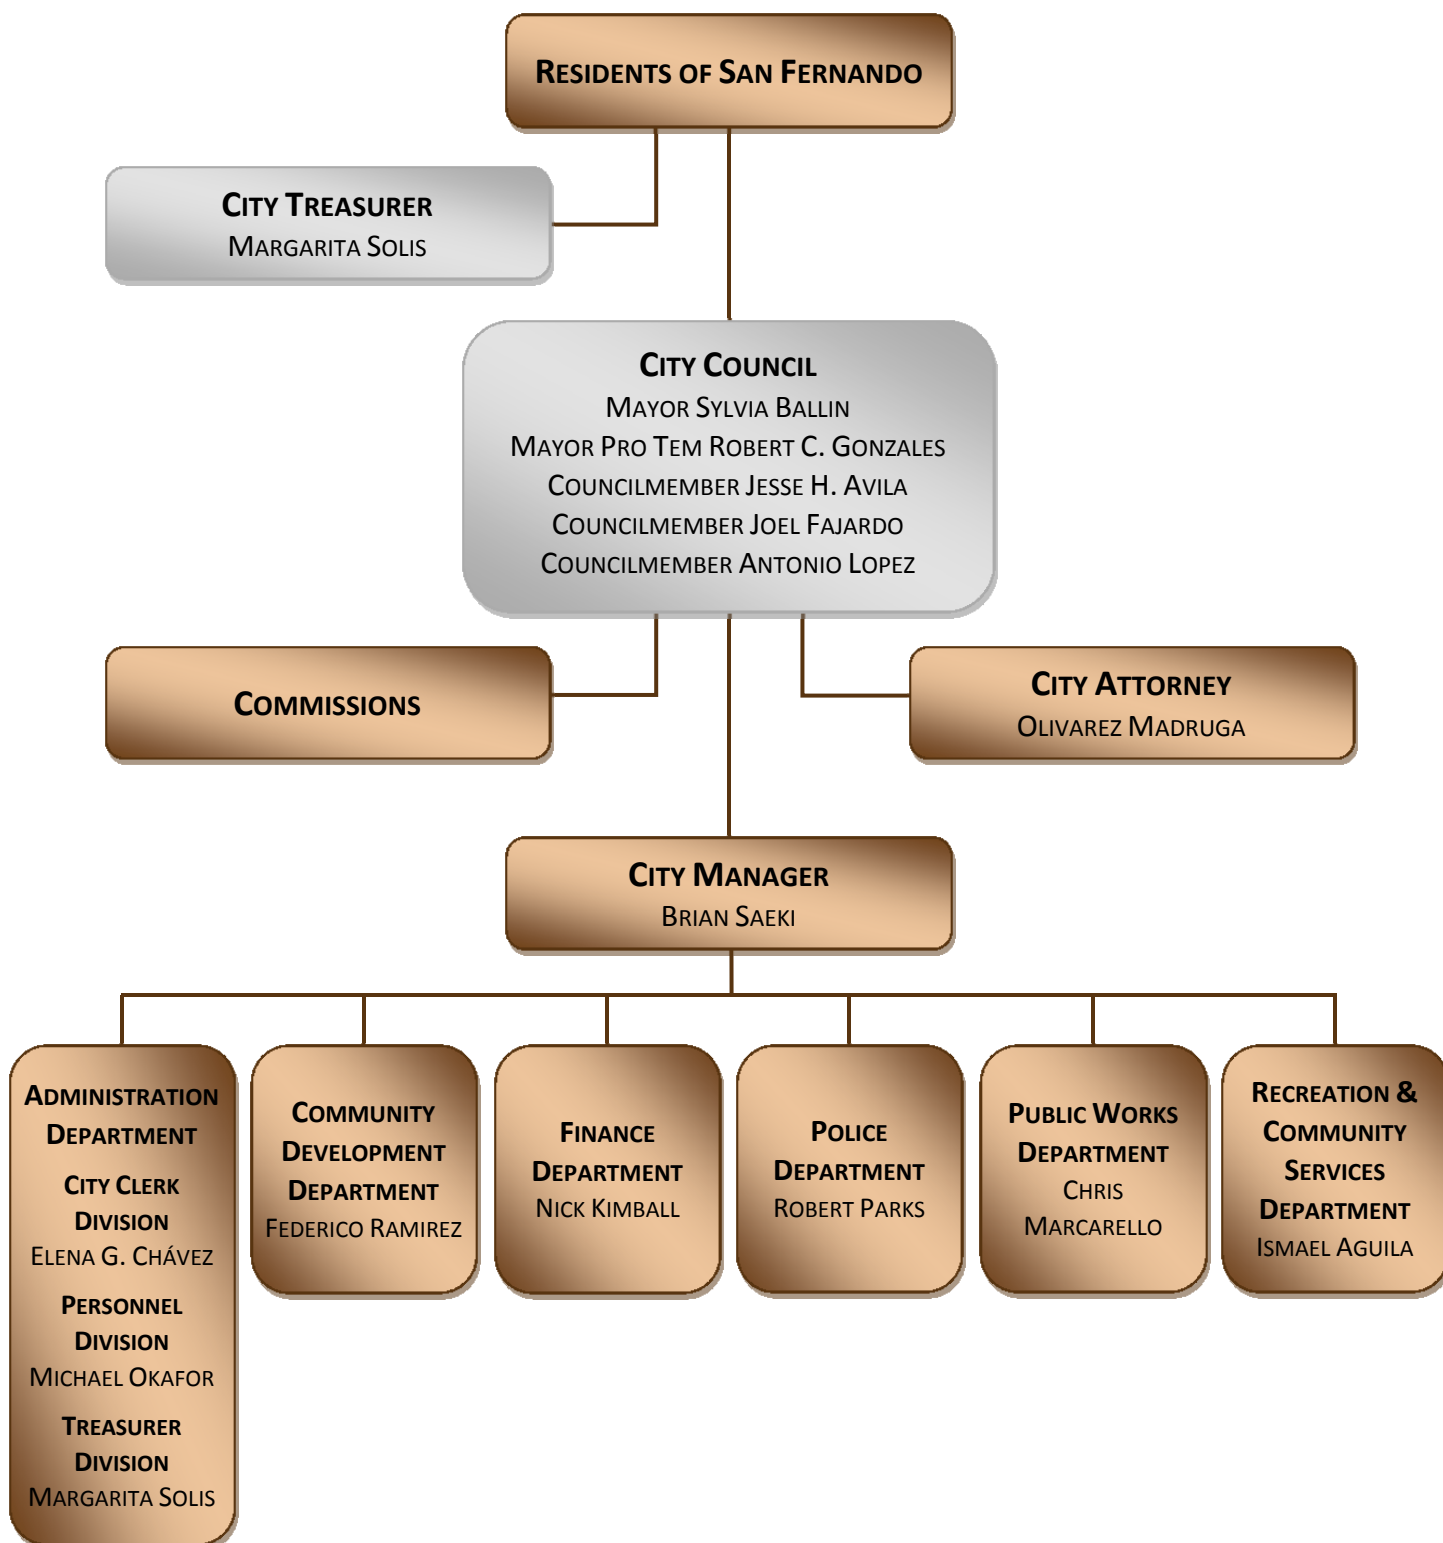 RESIDENTS OF SAN FERNANDO
CITY TREASURER
MARGARITA SOLIS
CITY COUNCIL
MAYOR SYLVIA BALLIN
MAYOR PRO TEM ROBERT C. GONZALES
COUNCILMEMBER JESSE H. AVILA
COUNCILMEMBER JOEL FAJARDO
COUNCILMEMBER ANTONIO LOPEZ
COMMISSIONS
CITY ATTORNEY
OLIVAREZ MADRUGA
CITY MANAGER
BRIAN SAEKI
ADMINISTRATION
DEPARTMENT
CITY CLERK
DIVISION
ELENA G. CHÁVEZ
PERSONNEL
DIVISION
MICHAEL OKAFOR
TREASURER
DIVISION
MARGARITA SOLIS
COMMUNITY
DEVELOPMENT
DEPARTMENT
FEDERICO RAMIREZ
FINANCE
DEPARTMENT
NICK KIMBALL
POLICE
DEPARTMENT
ROBERT PARKS
PUBLIC WORKS
DEPARTMENT
CHRIS
MARCARELLO
RECREATION &
COMMUNITY
SERVICES
DEPARTMENT
ISMAEL AGUILA